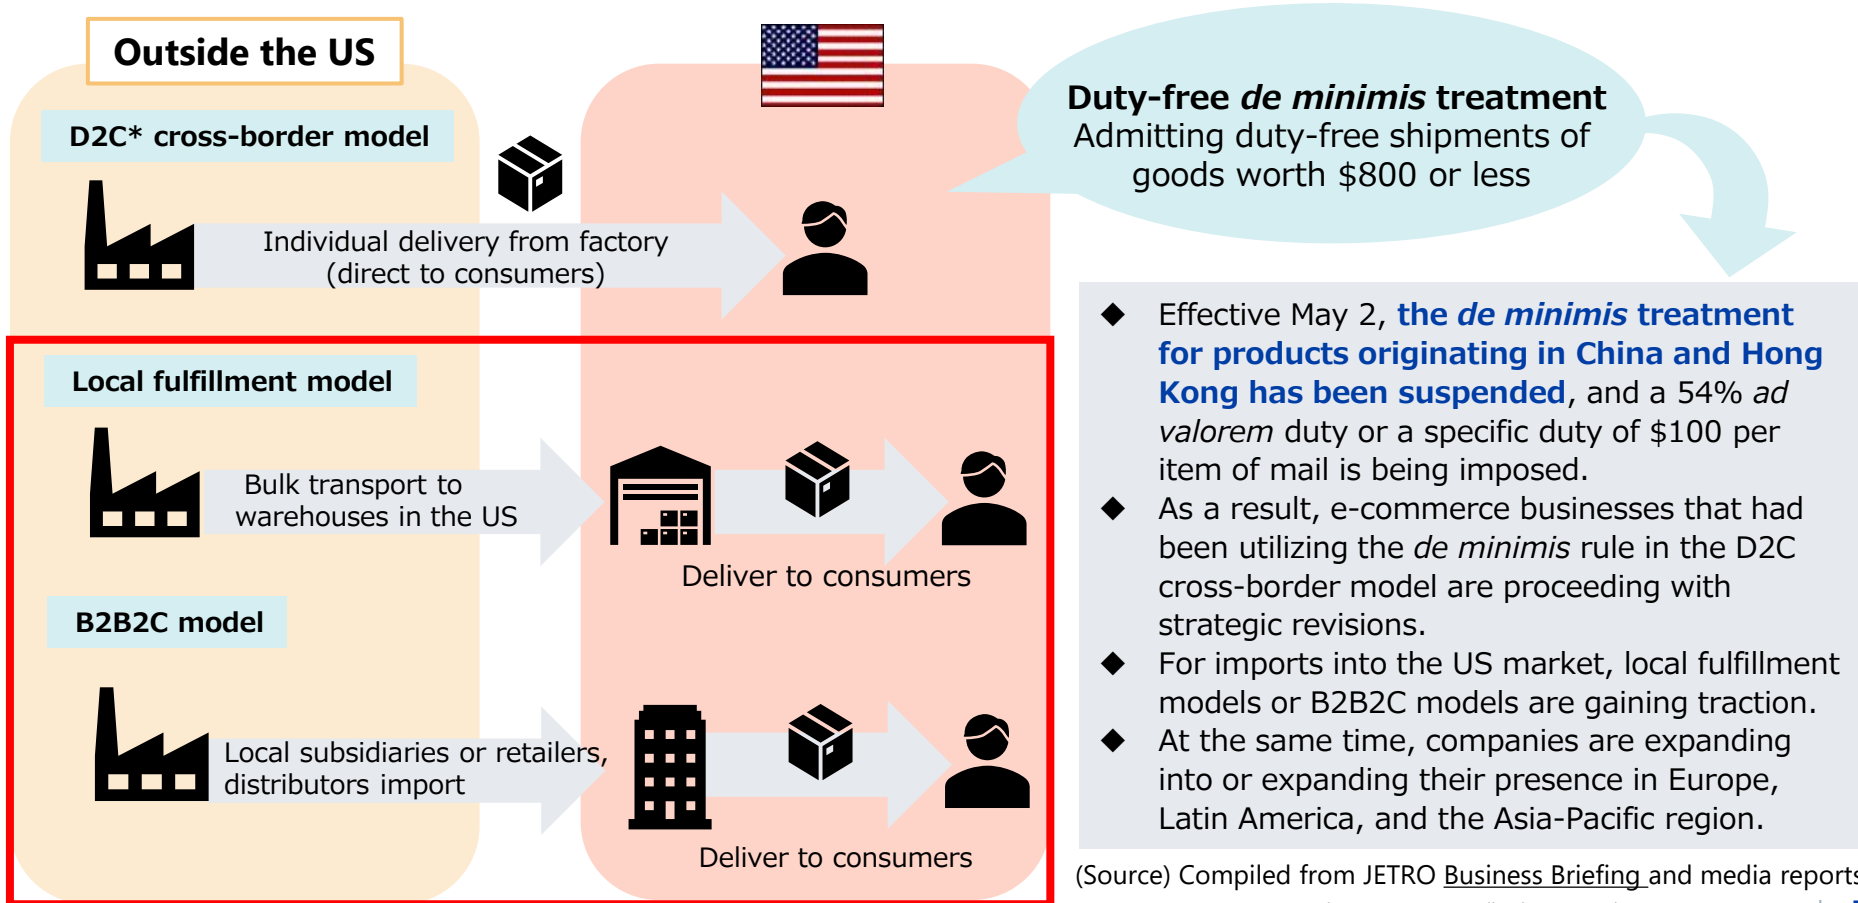 Outside the US
D2C* cross-border model
Individual delivery from factory
(direct to consumers)
Local fulfillment model
Bulk transport to
warehouses in the US
Deliver to consumers
B2B2C model
Local subsidiaries or retailers,
distributors import
Deliver to consumers
Duty-free de minimis treatment
Admitting duty-free shipments of
goods worth $800 or less
◆ Effective May 2, the de minimis treatment
for products originating in China and Hong
Kong has been suspended, and a 54% ad
valorem duty or a specific duty of $100 per
item of mail is being imposed.
◆ As a result, e-commerce businesses that had
been utilizing the de minimis rule in the D2C
cross-border model are proceeding with
strategic revisions.
◆ For imports into the US market, local fulfillment
models or B2B2C models are gaining traction.
◆ At the same time, companies are expanding
into or expanding their presence in Europe,
Latin America, and the Asia-Pacific region.
(Source) Compiled from JETRO Business Briefing and media reports